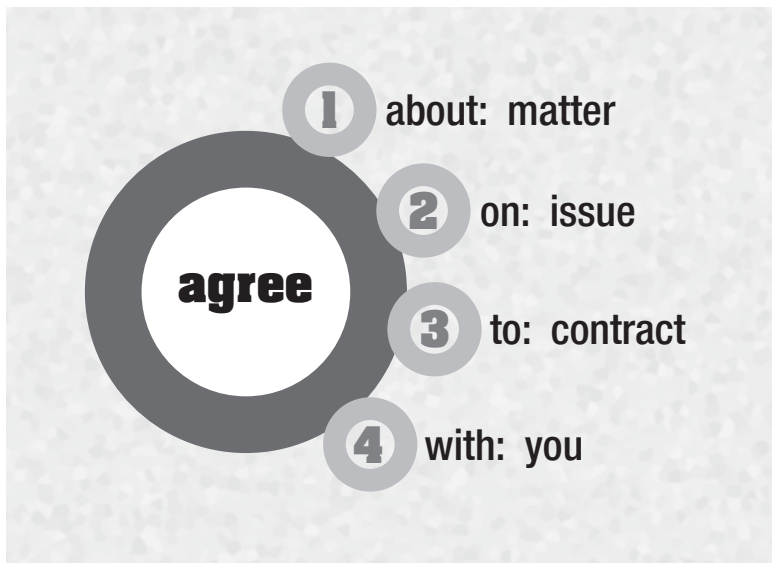 agree
1 about: matter
2 on: issue
3 to: contract
4 with: you